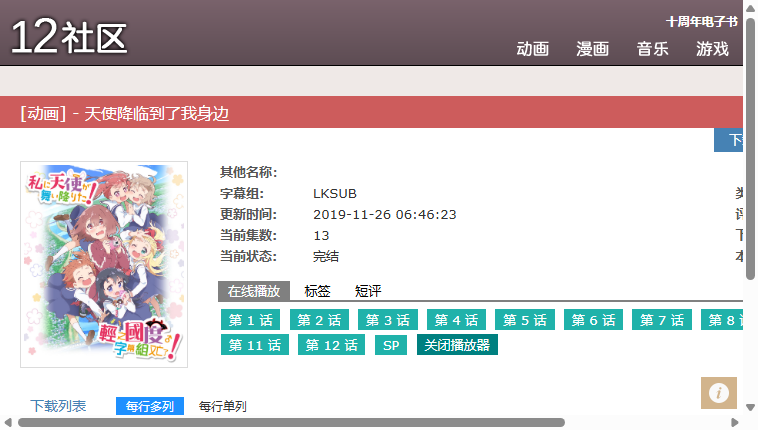 12社区
十周年电子书
动画 漫画 音乐 游戏
[动画] - 天使降临到了我身边
下
私に天使が
舞い降りた!
輕之國度
字幕組
其他名称:
字幕组: LKSUB
更新时间: 2019-11-26 06:46:23
当前集数: 13
当前状态: 完结
在线播放 标签 短评
第 1 话 第 2 话 第 3 话 第 4 话 第 5 话 第 6 话 第 7 话 第 8
第 11 话 第 12 话 SP 关闭播放器
下载列表 每行多列 每行单列